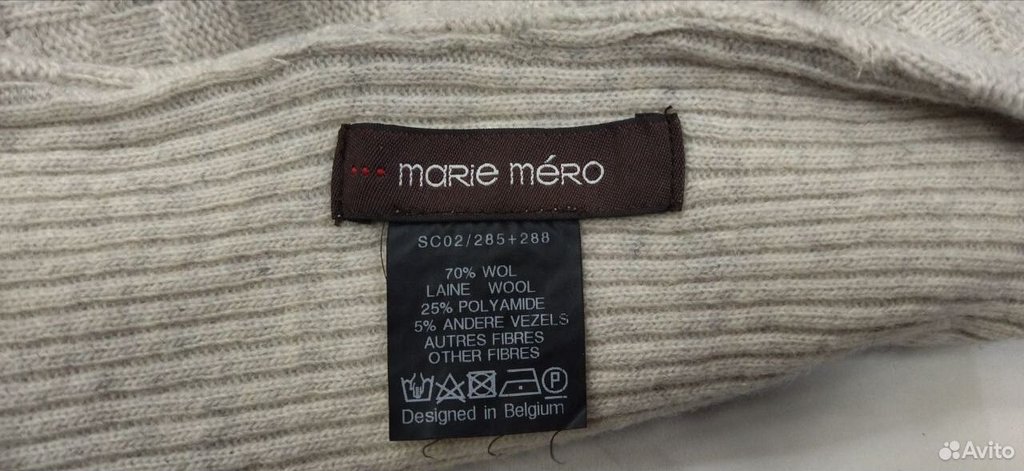 marie méro
SC02/285+288
70% WOL
LAINE WOOL
25% POLYAMIDE
5% ANDERE VEZELS
AUTRES FIBRES
OTHER FIBRES
P
Designed in Belgium
Avito